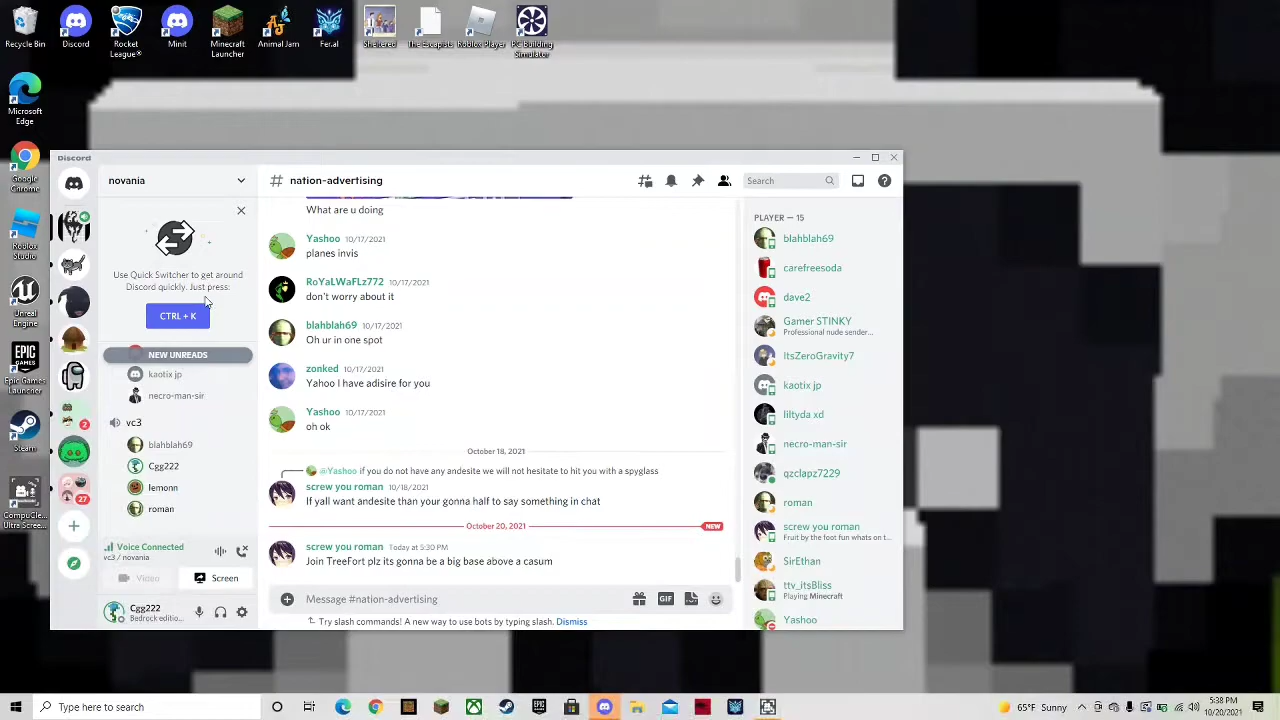 Recycle Bin
Discord
Rocket
League®
Minit
Minecraft
Launcher
Animal Jam
Fer.al
Sheltered
The Escapists
Roblox Player
PC Building
Simulator
Microsoft
Edge
Google
Chrome
Roblox
Studio
Unreal
Engine
Epic Games
Launcher
Steam
CompuCle...
Ultra Scree...
Discord
novania
# nation-advertising
Search
Use Quick Switcher to get around
Discord quickly. Just press:
CTRL + K
NEW UNREADS
kaotix jp
necro-man-sir
vc3
blahblah69
Cgg222
lemonn
roman
2
27
Voice Connected
vc3 / novania
Video
Screen
Cgg222
Bedrock editio...
What are u doing
Yashoo 10/17/2021
planes invis
RoYaLWaFLz772 10/17/2021
don't worry about it
blahblah69 10/17/2021
Oh ur in one spot
zonked 10/17/2021
Yahoo I have adisire for you
Yashoo 10/17/2021
oh ok
October 18, 2021
@Yashoo if you do not have any andesite we will not hesitate to hit you with a spyglass
screw you roman 10/18/2021
If yall want andesite than your gonna half to say something in chat
October 20, 2021
NEW
screw you roman Today at 5:30 PM
Join TreeFort plz its gonna be a big base above a casum
Message #nation-advertising
GIF
Try slash commands! A new way to use bots by typing slash. Dismiss
PLAYER — 15
blahblah69
carefreesoda
dave2
Gamer STINKY
Professional nude sender...
ItsZeroGravity7
kaotix jp
liltyda xd
necro-man-sir
qzclapz7229
roman
screw you roman
Fruit by the foot fun whats on t...
SirEthan
ttv_itsBliss
Playing Minecraft
Yashoo
Type here to search
65°F Sunny
5:38 PM
10/20/2021